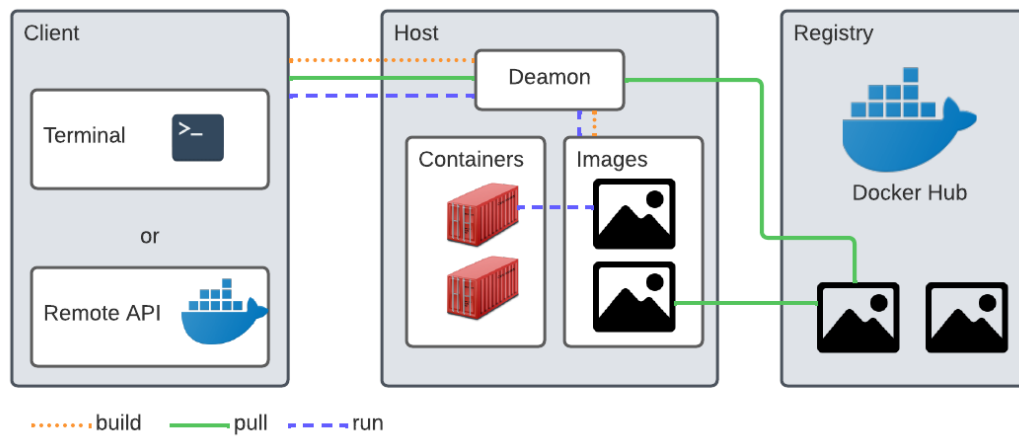 Client
Terminal
>_
or
Remote API
Host
Deamon
Containers
Images
Registry
Docker Hub
build
pull
run